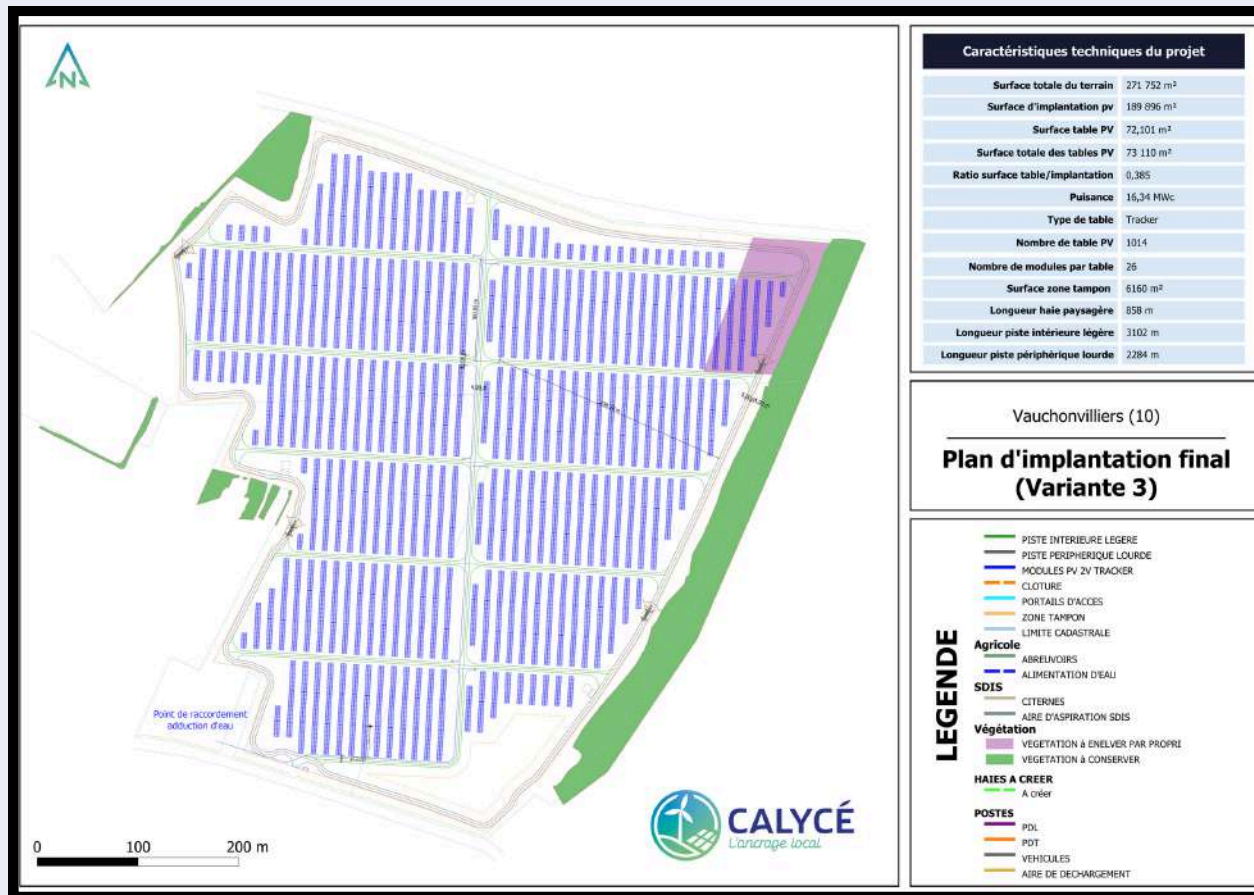 N
Point de raccordement
adduction d'eau
0 100 200 m
CALYCÉ
L'ancrage local
Caractéristiques techniques du projet
Surface totale du terrain 271 752 m²
Surface d'implantation pv 189 896 m²
Surface table PV 72,101 m²
Surface totale des tables PV 73 110 m²
Ratio surface table/implantation 0,385
Puisance 16,34 MWc
Type de table Tracker
Nombre de table PV 1014
Nombre de modules par table 26
Surface zone tampon 6160 m²
Longueur haie paysagère 858 m
Longueur piste intérieure légère 3102 m
Longueur piste périphérique lourde 2284 m
Vauchonvilliers (10)
Plan d'implantation final
(Variante 3)
LEGENDE
PISTE INTERIEURE LEGERE
PISTE PERIPHERIQUE LOURDE
MODULES PV 2V TRACKER
CLOTURE
PORTAILS D'ACCES
ZONE TAMPON
LIMITE CADASTRALE
Agricole
ABREUVOIRS
ALIMENTATION D'EAU
SDIS
CITERNES
AIRE D'ASPIRATION SDIS
Végétation
VEGETATION à ENELVER PAR PROPRI
VEGETATION à CONSERVER
HAIES A CREER
A créer
POSTES
PDL
PDT
VEHICULES
AIRE DE DECHARGEMENT